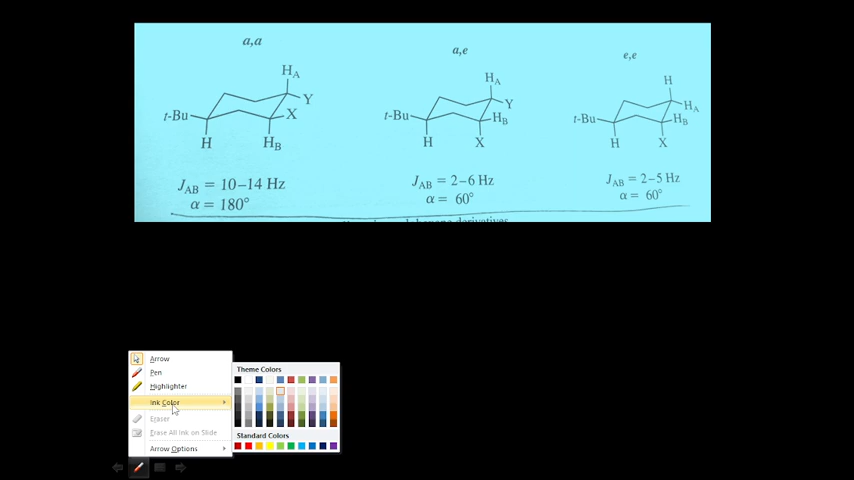 a,a
a,e
e,e
H_A
Y
X
t-Bu
H
H_B
J_AB = 10–14 Hz
α = 180°
H_A
Y
t-Bu
H_B
H
X
J_AB = 2–6 Hz
α = 60°
H
H_A
H_B
t-Bu
H
X
J_AB = 2–5 Hz
α = 60°
derivatives
Arrow
Pen
Highlighter
Ink Color
Eraser
Erase All Ink on Slide
Arrow Options
Theme Colors
Standard Colors